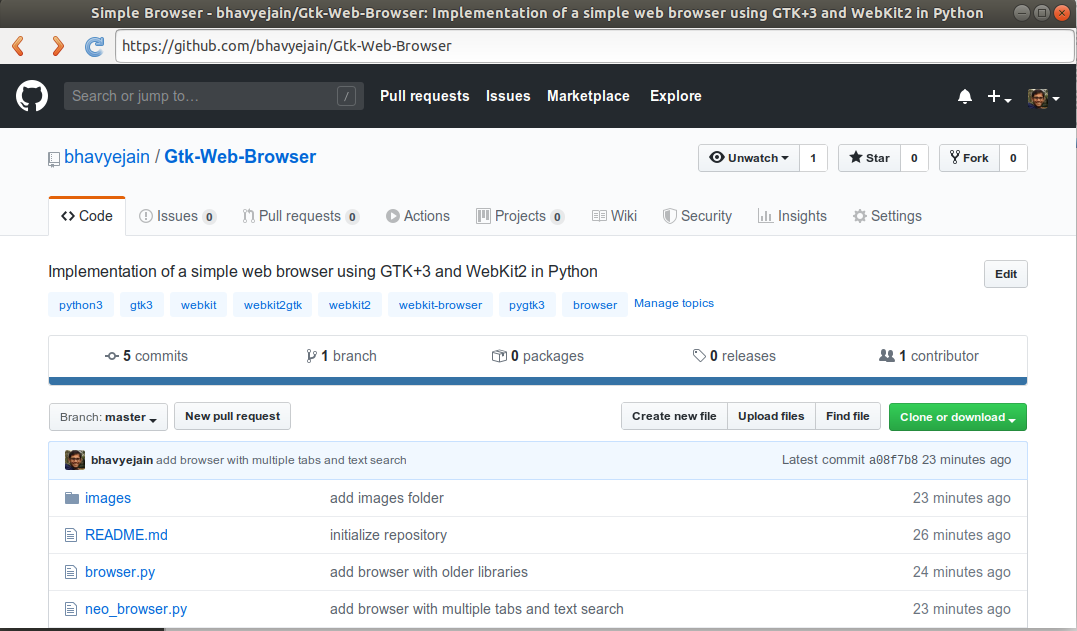 Simple Browser - bhavyejain/Gtk-Web-Browser: Implementation of a simple web browser using GTK+3 and WebKit2 in Python
https://github.com/bhavyejain/Gtk-Web-Browser
Search or jump to… / Pull requests Issues Marketplace Explore
bhavyejain / Gtk-Web-Browser Unwatch 1 Star 0 Fork 0
Code Issues 0 Pull requests 0 Actions Projects 0 Wiki Security Insights Settings
Implementation of a simple web browser using GTK+3 and WebKit2 in Python Edit
python3 gtk3 webkit webkit2gtk webkit2 webkit-browser pygtk3 browser Manage topics
5 commits 1 branch 0 packages 0 releases 1 contributor
Branch: master New pull request Create new file Upload files Find file Clone or download
bhavyejain add browser with multiple tabs and text search Latest commit a08f7b8 23 minutes ago
images add images folder 23 minutes ago
README.md initialize repository 26 minutes ago
browser.py add browser with older libraries 24 minutes ago
neo_browser.py add browser with multiple tabs and text search 23 minutes ago